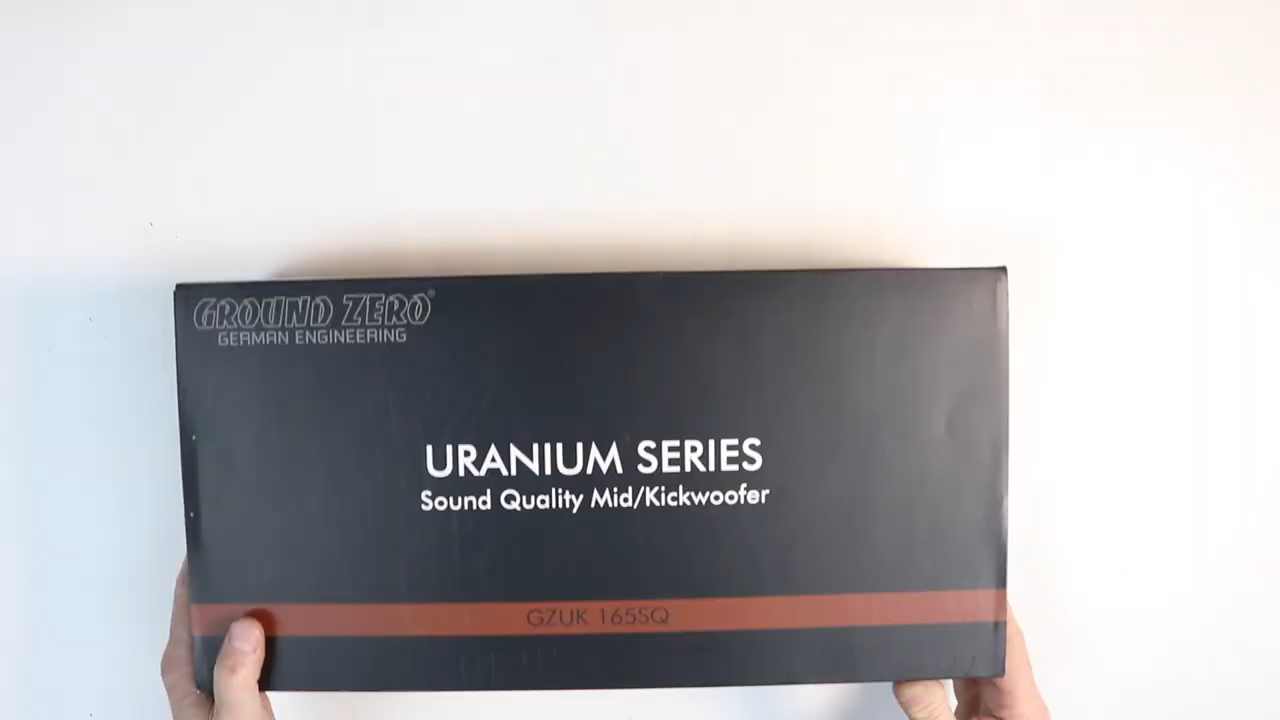 GROUND ZERO®
GERMAN ENGINEERING
URANIUM SERIES
Sound Quality Mid/Kickwoofer
GZUK 165SQ